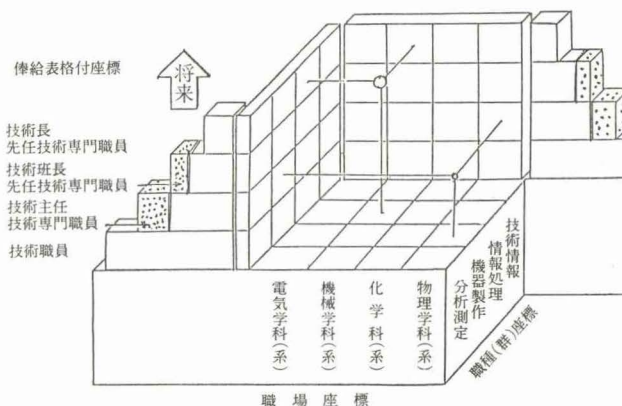 俸給表格付座標
将来
技術長
先任技術専門職員
技術班長
先任技術専門職員
技術主任
技術専門職員
技術職員
電気学科(系)
機械学科(系)
化学科(系)
物理学科(系)
分析測定
機器製作
情報処理
技術情報
職種(群)座標
職場座標